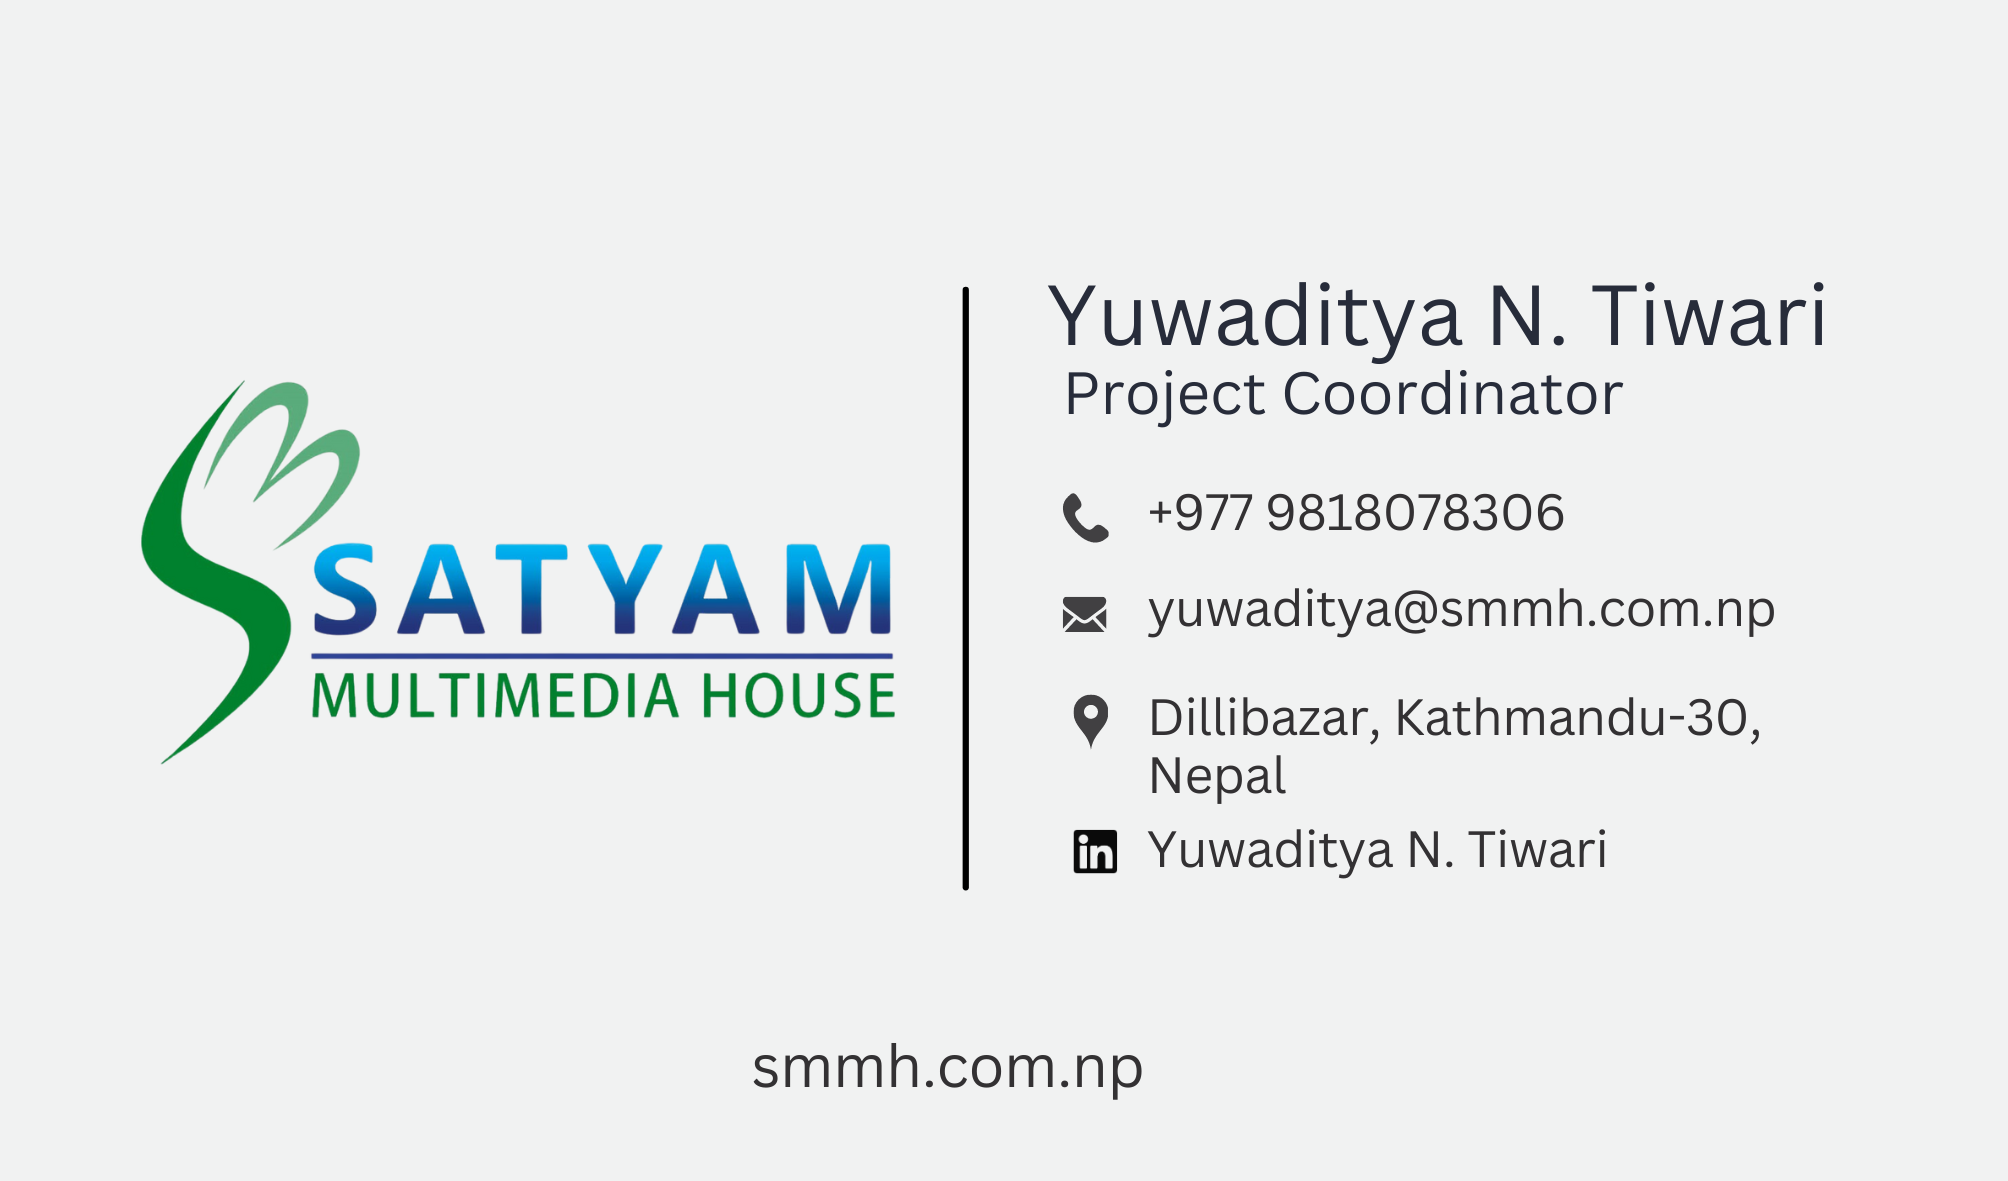 SATYAM
MULTIMEDIA HOUSE
Yuwaditya N. Tiwari
Project Coordinator
+977 9818078306
yuwaditya@smmh.com.np
Dillibazar, Kathmandu-30,
Nepal
in Yuwaditya N. Tiwari
smmh.com.np